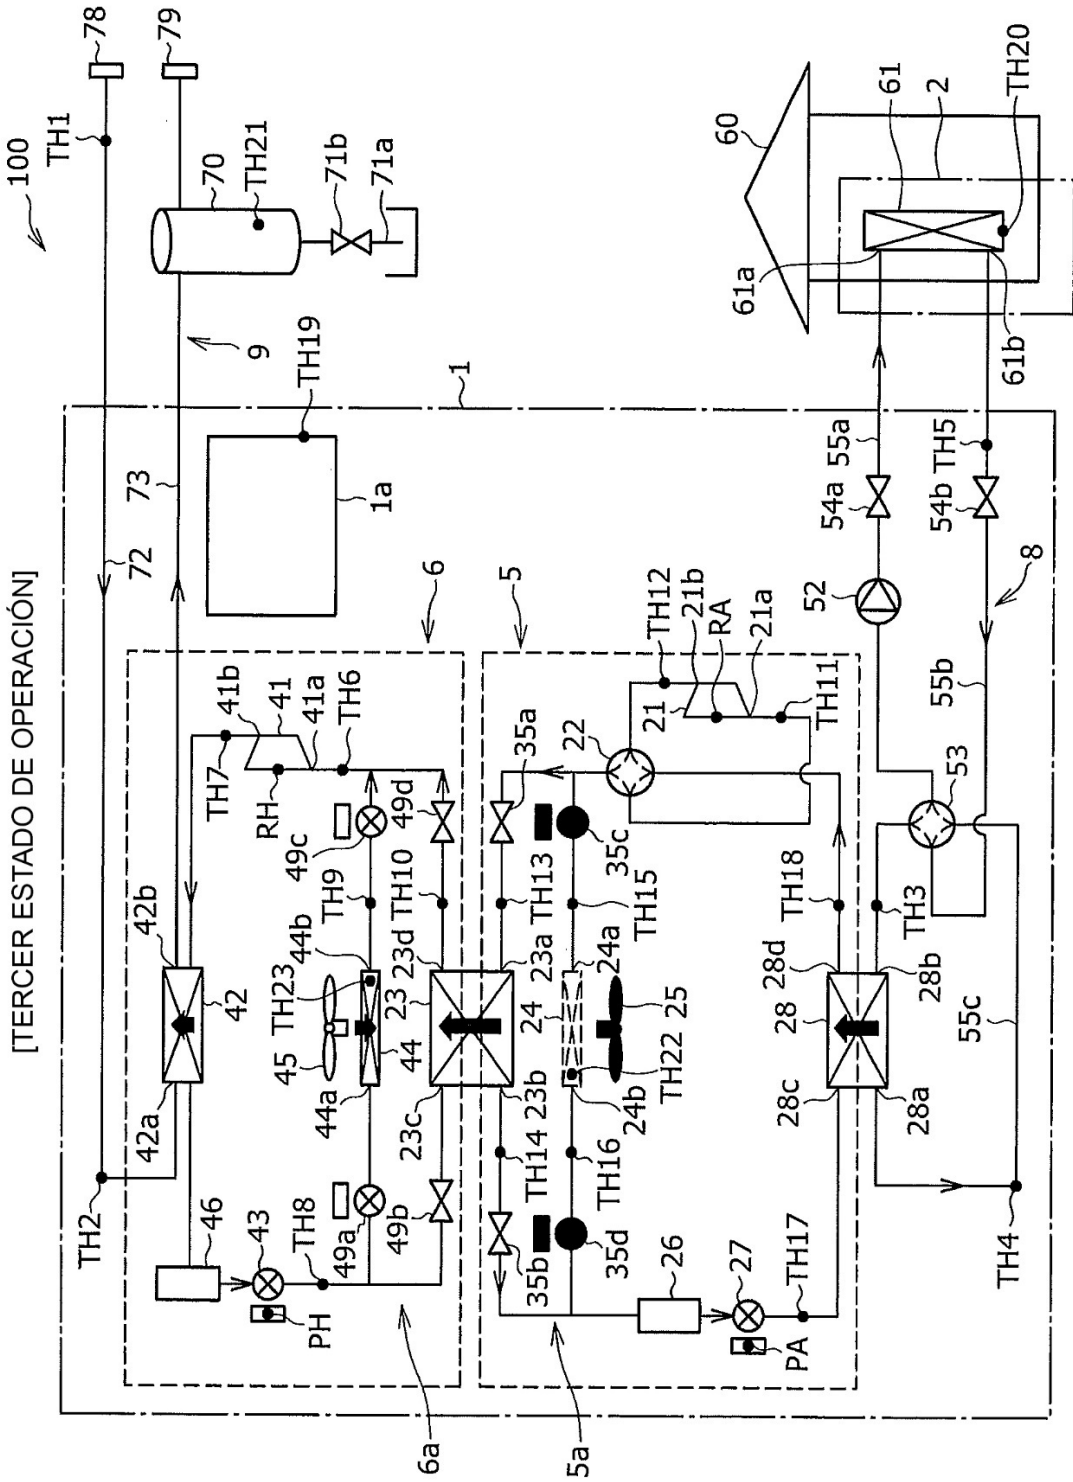 [TERCER ESTADO DE OPERACIÓN]
100
TH1
78
79
TH2
72
73
9
70
TH21
71b
71a
42a
42
42b
46
43
PH
TH8
TH7
41b
41
41a
RH
TH6
1a
TH19
45
TH23
44a
44
44b
TH9
49a
49b
49c
49d
TH10
23c
23
23d
6
6a
5
5a
1
23b
23a
TH14
TH13
35b
35a
24
24b
24a
TH22
25
TH16
TH15
35d
35c
22
26
27
PA
TH17
21
21b
21a
RA
TH12
TH11
28c
28
28d
TH18
28a
28b
TH3
TH4
55c
53
52
54a
55a
54b
TH5
55b
8
60
61a
61
61b
2
TH20